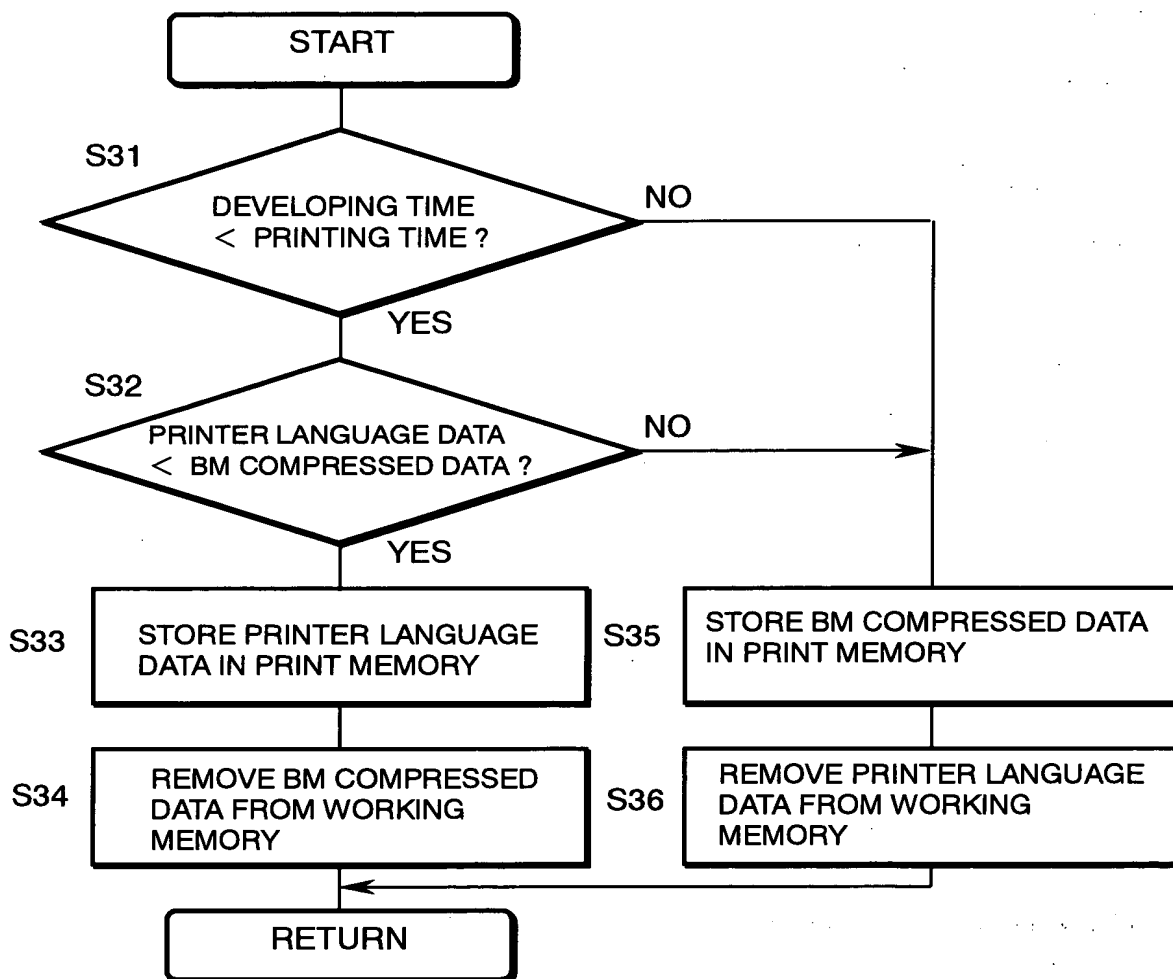 START
S31
DEVELOPING TIME
< PRINTING TIME ?
NO
YES
S32
PRINTER LANGUAGE DATA
< BM COMPRESSED DATA ?
NO
YES
S33
STORE PRINTER LANGUAGE
DATA IN PRINT MEMORY
S35
STORE BM COMPRESSED DATA
IN PRINT MEMORY
S34
REMOVE BM COMPRESSED
DATA FROM WORKING
MEMORY
S36
REMOVE PRINTER LANGUAGE
DATA FROM WORKING
MEMORY
RETURN